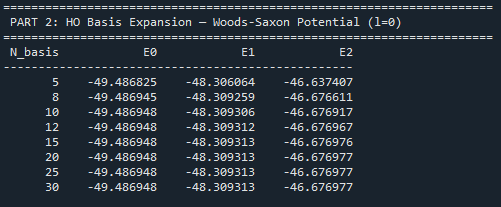 ======================================================================
PART 2: HO Basis Expansion — Woods-Saxon Potential (l=0)
======================================================================
N_basis E0 E1 E2
--------------------------------------------------
5 -49.486825 -48.306064 -46.637407
8 -49.486945 -48.309259 -46.676611
10 -49.486948 -48.309306 -46.676917
12 -49.486948 -48.309312 -46.676967
15 -49.486948 -48.309313 -46.676976
20 -49.486948 -48.309313 -46.676977
25 -49.486948 -48.309313 -46.676977
30 -49.486948 -48.309313 -46.676977